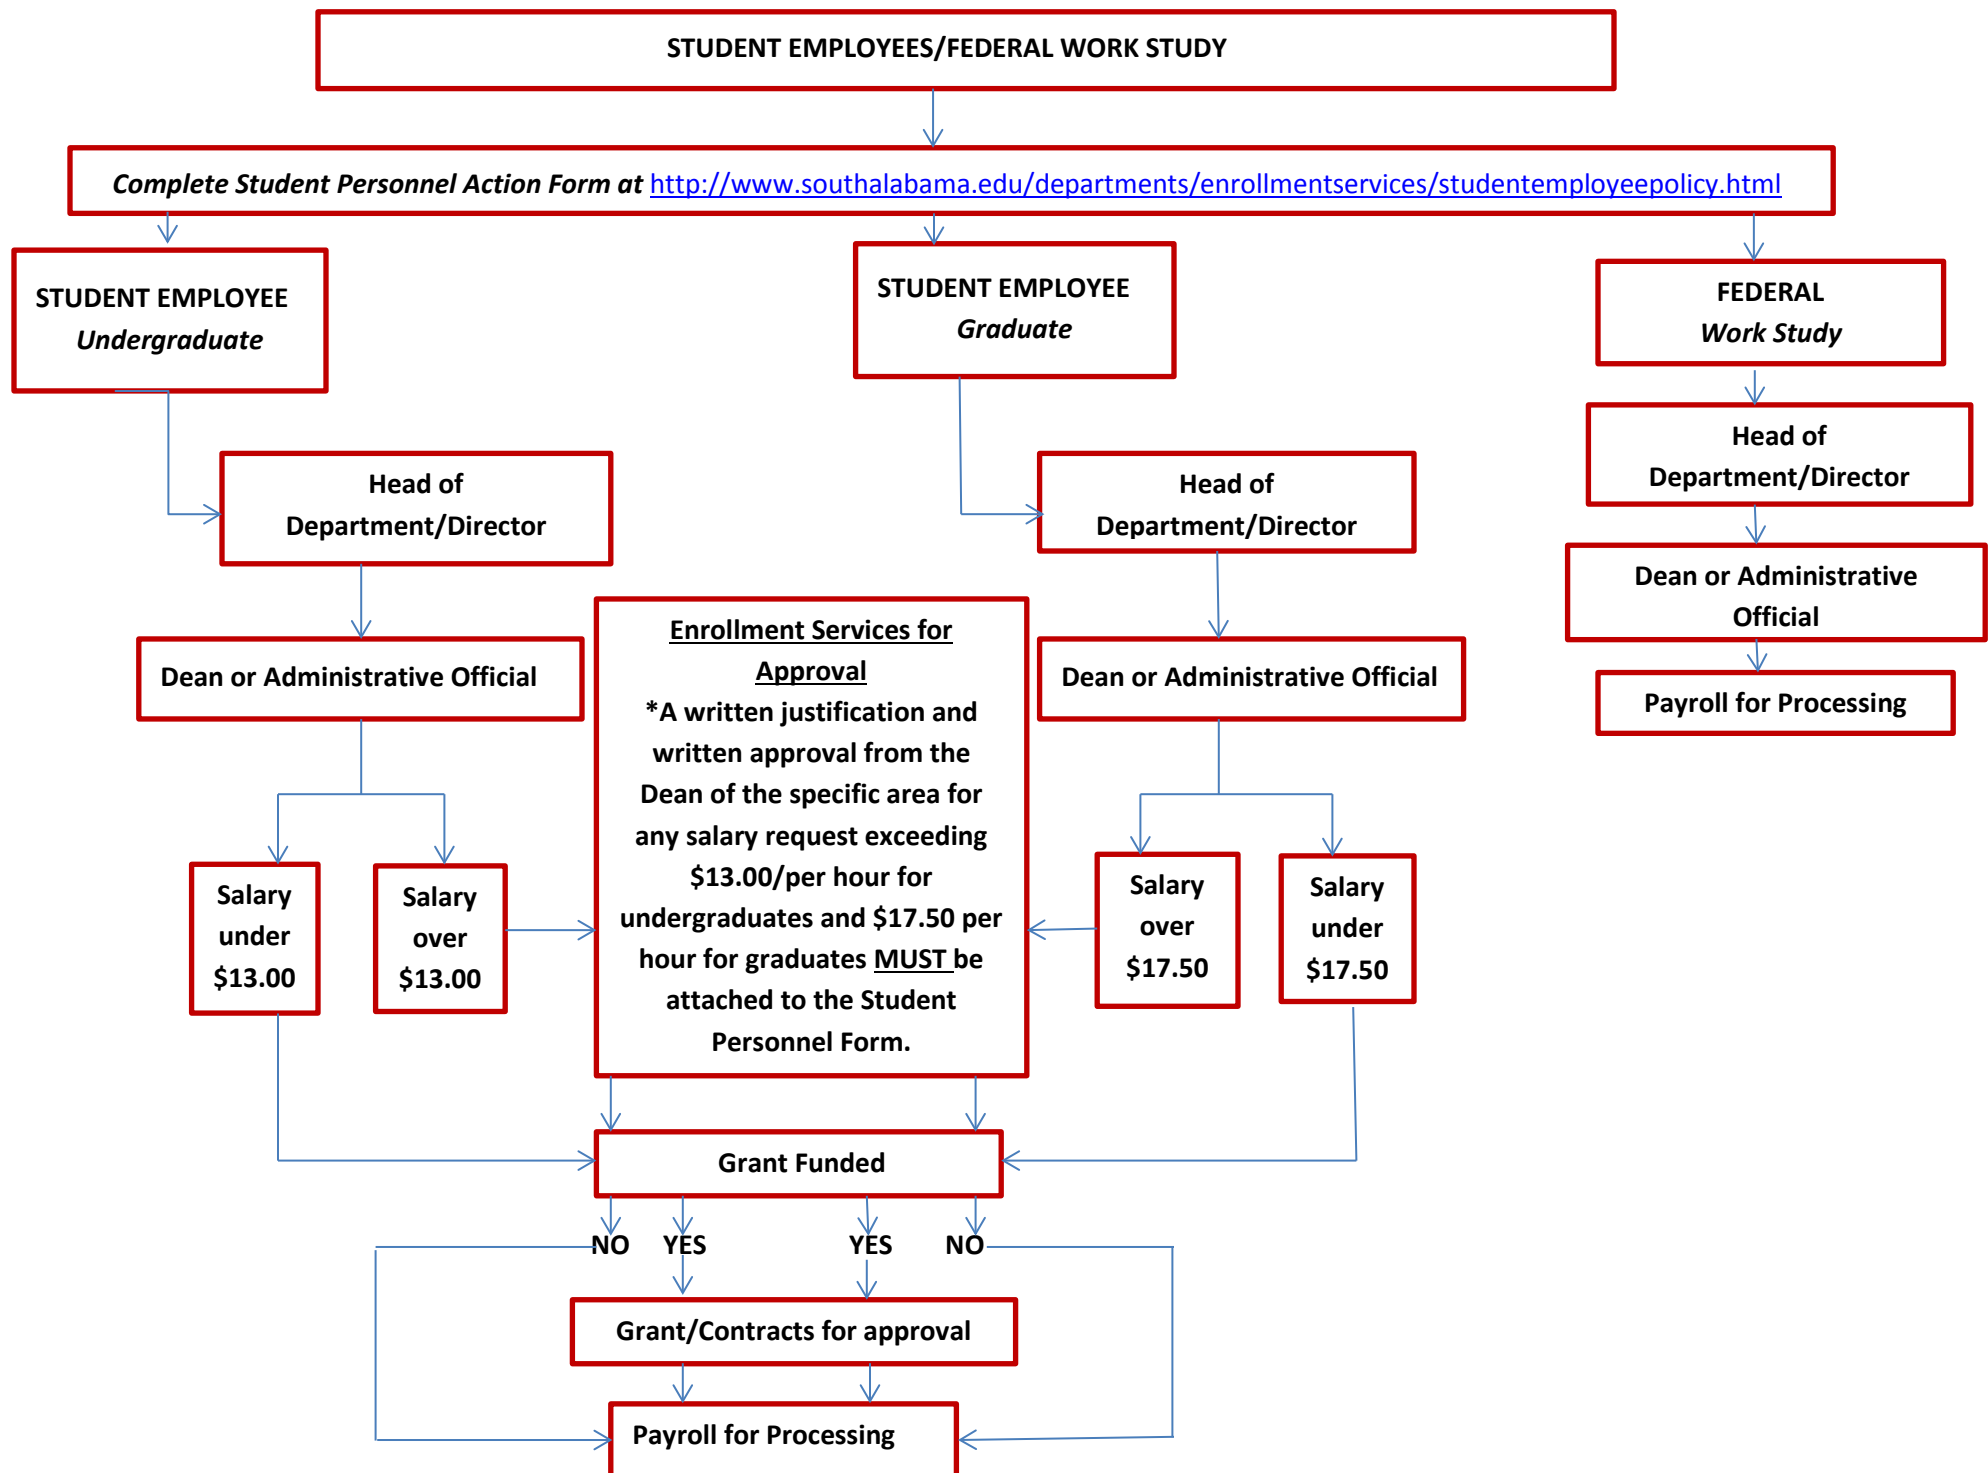 STUDENT EMPLOYEES/FEDERAL WORK STUDY
Complete Student Personnel Action Form at http://www.southalabama.edu/departments/enrollmentservices/studentemployeepolicy.html
STUDENT EMPLOYEE
Undergraduate
STUDENT EMPLOYEE
Graduate
FEDERAL
Work Study
Head of
Department/Director
Head of
Department/Director
Head of
Department/Director
Dean or Administrative Official
Enrollment Services for
Approval
*A written justification and
written approval from the
Dean of the specific area for
any salary request exceeding
$13.00/per hour for
undergraduates and $17.50 per
hour for graduates MUST be
attached to the Student
Personnel Form.
Dean or Administrative Official
Dean or Administrative
Official
Payroll for Processing
Salary
under
$13.00
Salary
over
$13.00
Salary
over
$17.50
Salary
under
$17.50
Grant Funded
NO YES YES NO
Grant/Contracts for approval
Payroll for Processing